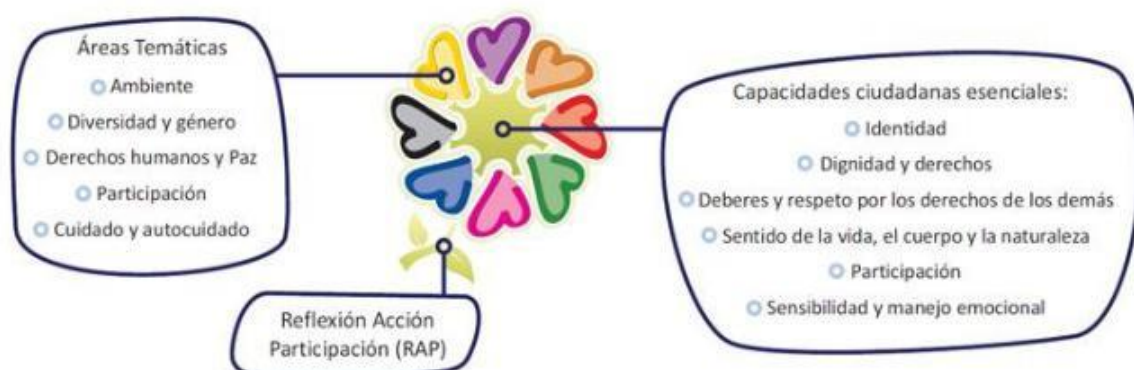 Áreas Temáticas
Ambiente
Diversidad y género
Derechos humanos y Paz
Participación
Cuidado y autocuidado
Reflexión Acción
Participación (RAP)
Capacidades ciudadanas esenciales:
Identidad
Dignidad y derechos
Deberes y respeto por los derechos de los demás
Sentido de la vida, el cuerpo y la naturaleza
Participación
Sensibilidad y manejo emocional